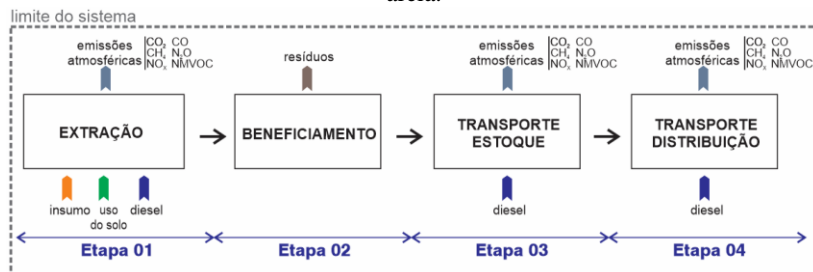 areia.
limite do sistema
emissões
atmosféricas
CO₂ CO
CH₄ N₂O
NOₓ NMVOC
resíduos
emissões
atmosféricas
CO₂ CO
CH₄ N₂O
NOₓ NMVOC
emissões
atmosféricas
CO₂ CO
CH₄ N₂O
NOₓ NMVOC
EXTRAÇÃO
BENEFICIAMENTO
TRANSPORTE
ESTOQUE
TRANSPORTE
DISTRIBUIÇÃO
insumo
uso
do solo
diesel
diesel
diesel
Etapa 01
Etapa 02
Etapa 03
Etapa 04